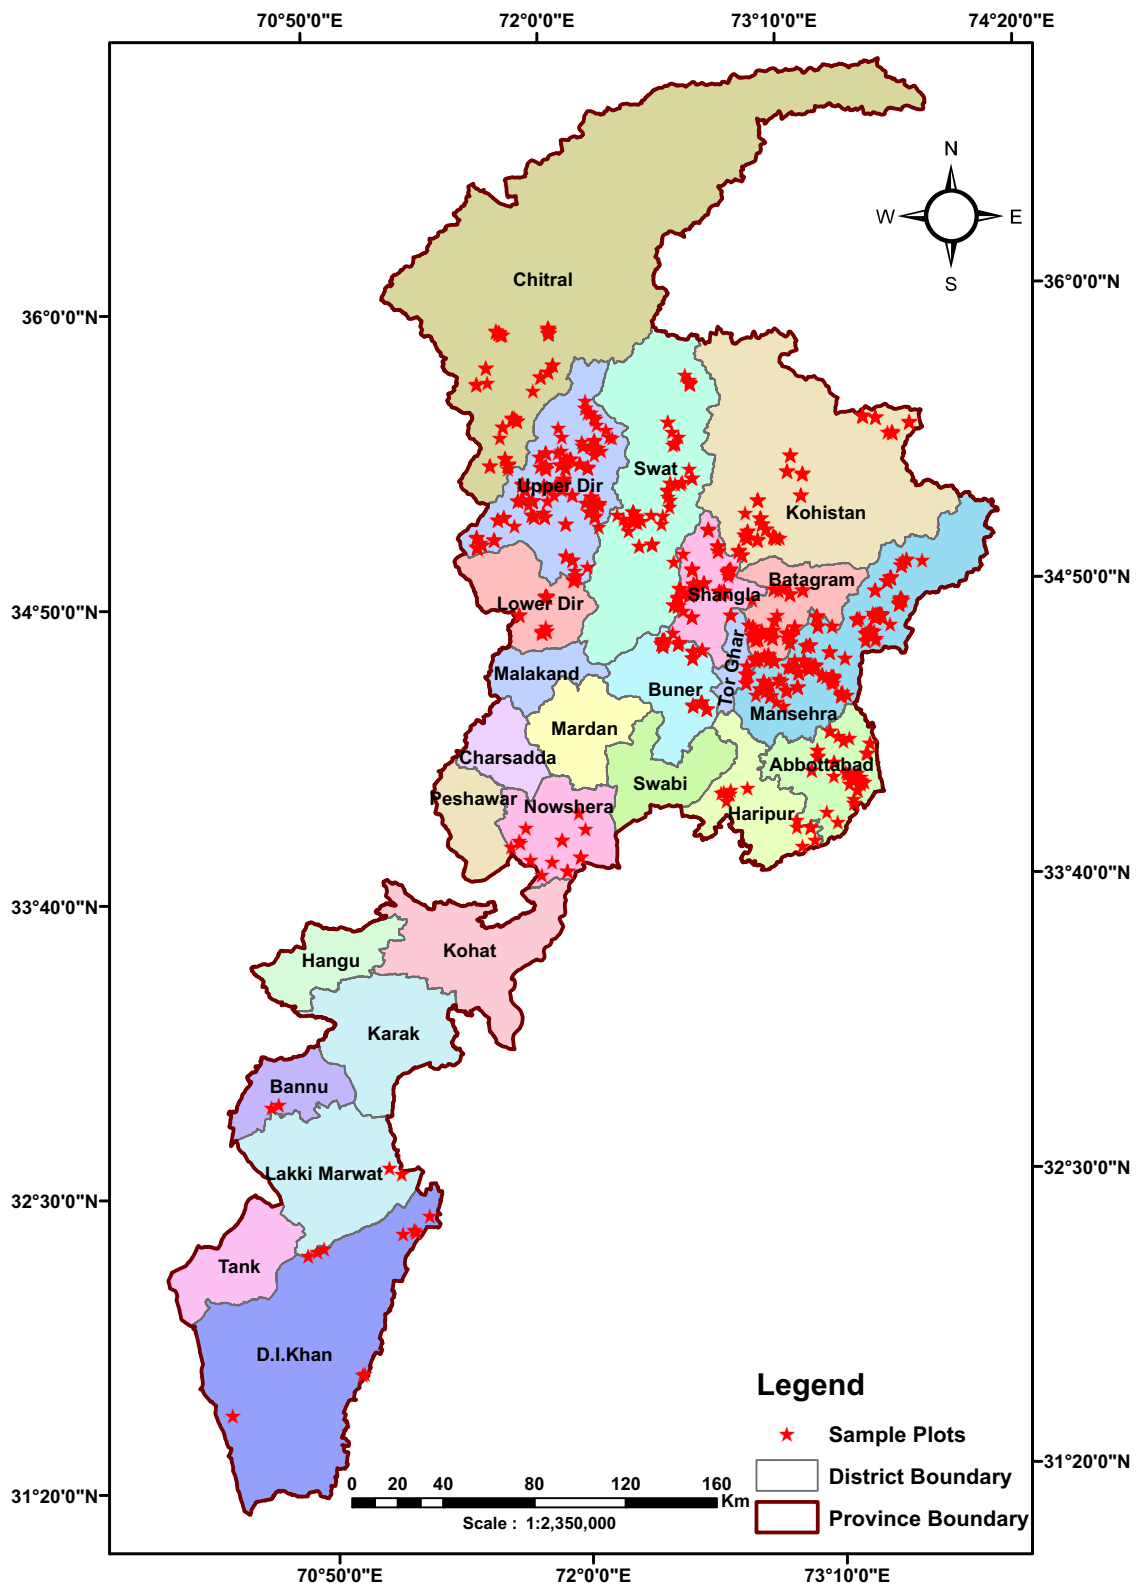 70°50'0"E 72°0'0"E 73°10'0"E 74°20'0"E
N
W E
S
Chitral
36°0'0"N
36°0'0"N
Swat
Upper Dir
Kohistan
34°50'0"N
Batagram
Shangla
Lower Dir
34°50'0"N
Tor Ghar
Malakand
Buner
Mansehra
Mardan
Charsadda
Abbottabad
Swabi
Peshawar
Nowshera
Haripur
33°40'0"N
33°40'0"N
Kohat
Hangu
Karak
Bannu
32°30'0"N
Lakki Marwat
32°30'0"N
Tank
D.I.Khan
Legend
Sample Plots
District Boundary
Province Boundary
31°20'0"N
31°20'0"N
0 20 40 80 120 160
Km
Scale : 1:2,350,000
70°50'0"E 72°0'0"E 73°10'0"E